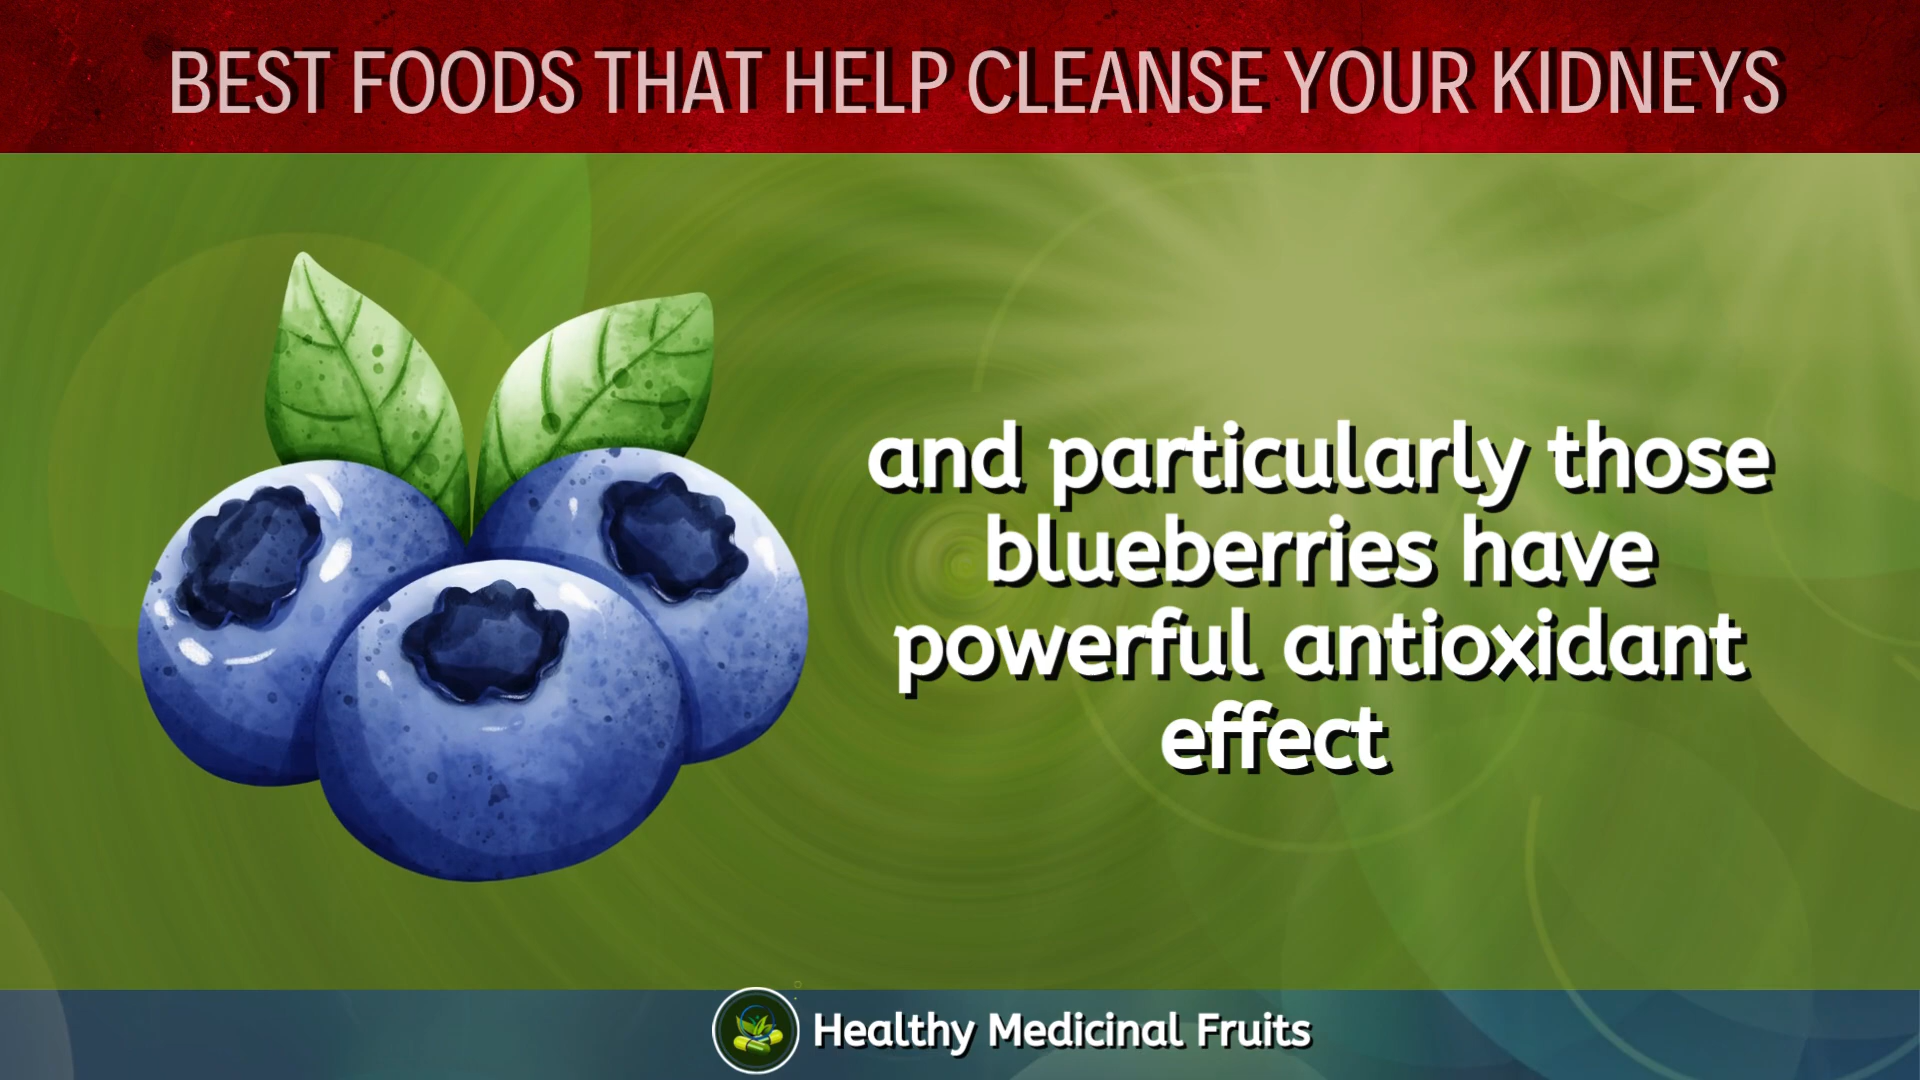 BEST FOODS THAT HELP CLEANSE YOUR KIDNEYS
and particularly those
blueberries have
powerful antioxidant
effect
Healthy Medicinal Fruits